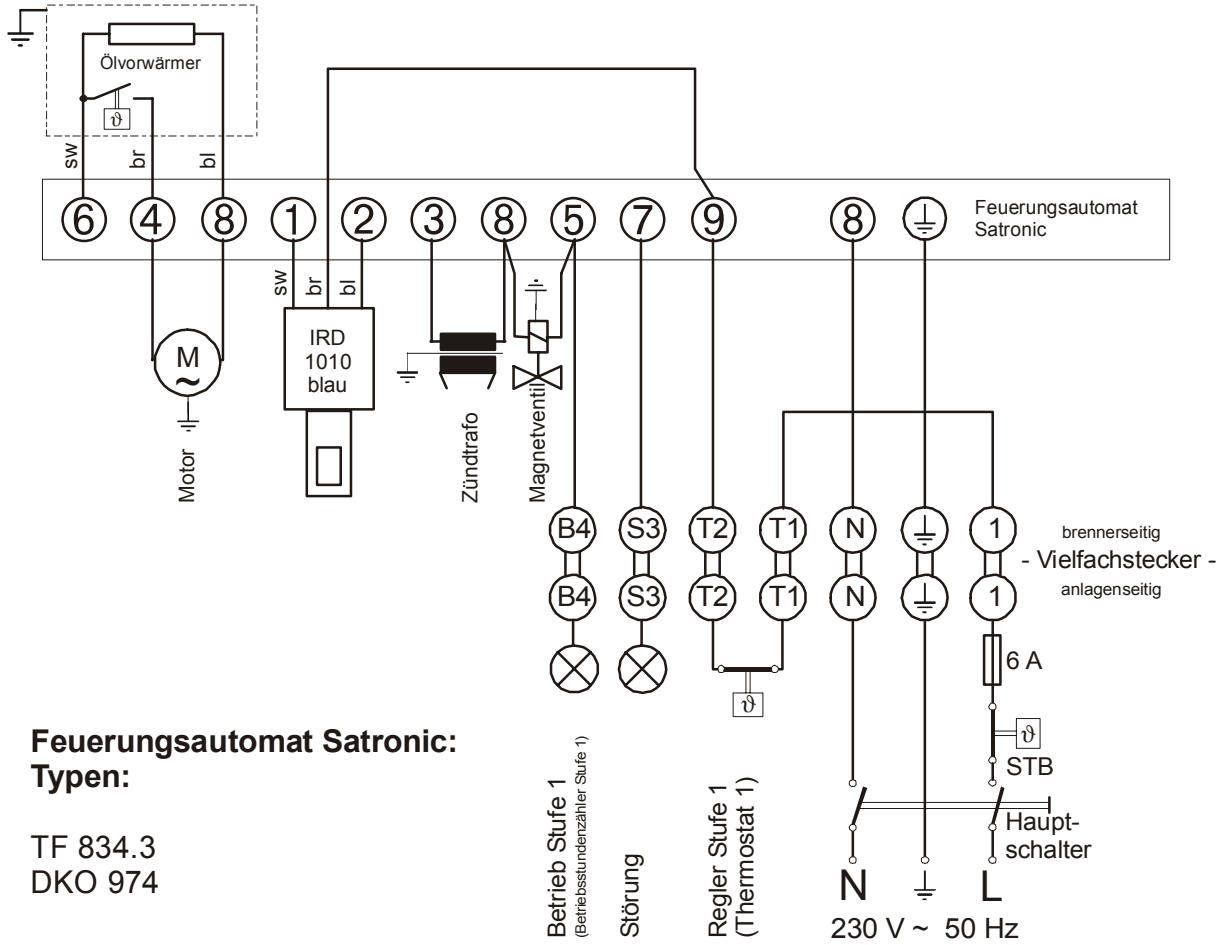 Ölvorwärmer
ϑ
sw
br
bl
6
4
8
1
2
3
8
5
7
9
8
Feuerungsautomat
Satronic
sw
br
bl
IRD
1010
blau
M
~
Motor
Zündtrafo
Magnetventil
B4
S3
T2
T1
N
1
brennerseitig
- Vielfachstecker -
anlagenseitig
B4
S3
T2
T1
N
1
6 A
ϑ
ϑ
STB
Haupt-
schalter
Betrieb Stufe 1
(Betriebsstundenzähler Stufe 1)
Störung
Regler Stufe 1
(Thermostat 1)
N
L
230 V ~ 50 Hz
Feuerungsautomat Satronic:
Typen:
TF 834.3
DKO 974